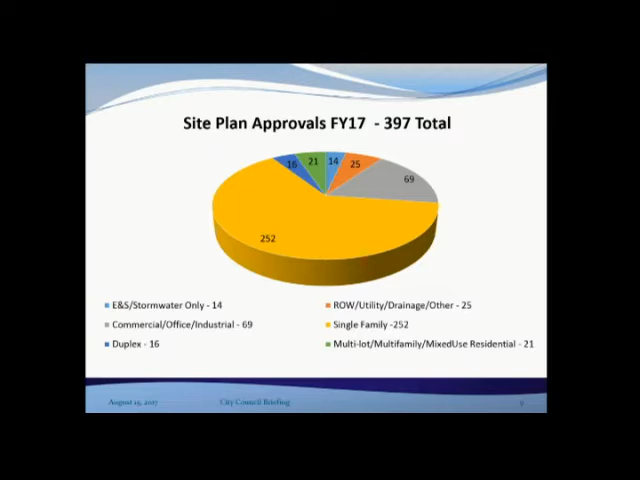 Site Plan Approvals FY17 - 397 Total
16 21 14 25
69
252
E&S/Stormwater Only - 14 ROW/Utility/Drainage/Other - 25
Commercial/Office/Industrial - 69 Single Family -252
Duplex - 16 Multi-lot/Multifamily/MixedUse Residential - 21
August 15, 2017 City Council Briefing